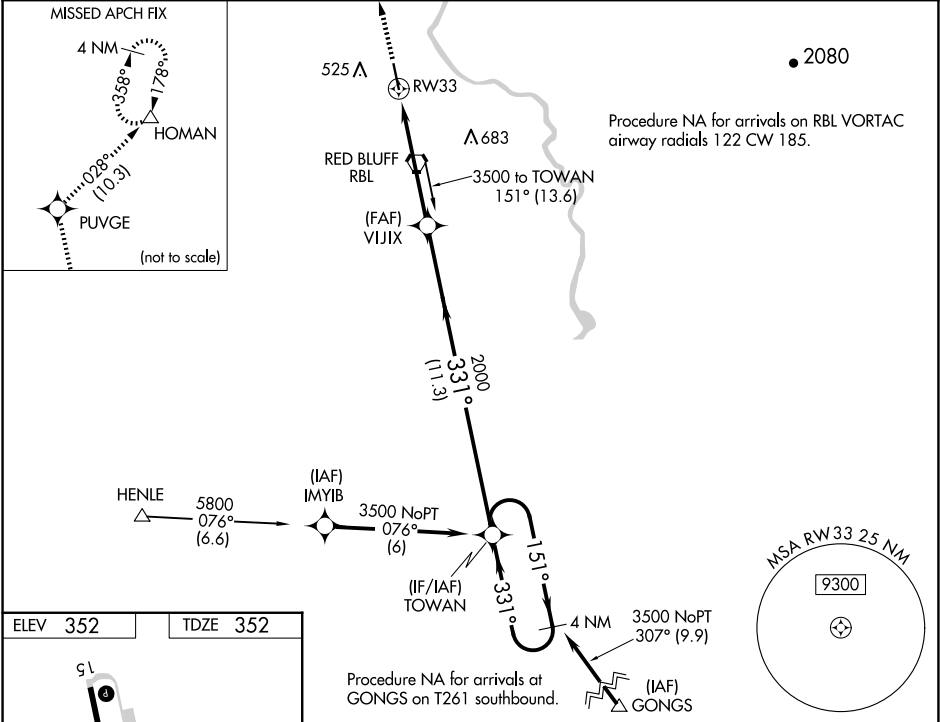 MISSED APCH FIX
4 NM
358°
178°
HOMAN
028°
(10.3)
PUVGE
(not to scale)
525
RW33
683
RED BLUFF
RBL
3500 to TOWAN
151° (13.6)
(FAF)
VIJIX
2080
Procedure NA for arrivals on RBL VORTAC
airway radials 122 CW 185.
2000
331°
(11.3)
HENLE
5800
076°
(6.6)
(IAF)
IMYIB
3500 NoPT
076°
(6)
(IF/IAF)
TOWAN
151°
331°
4 NM
3500 NoPT
307° (9.9)
(IAF)
GONGS
Procedure NA for arrivals at
GONGS on T261 southbound.
MSA RW33 25 NM
9300
ELEV 352
TDZE 352
15
P